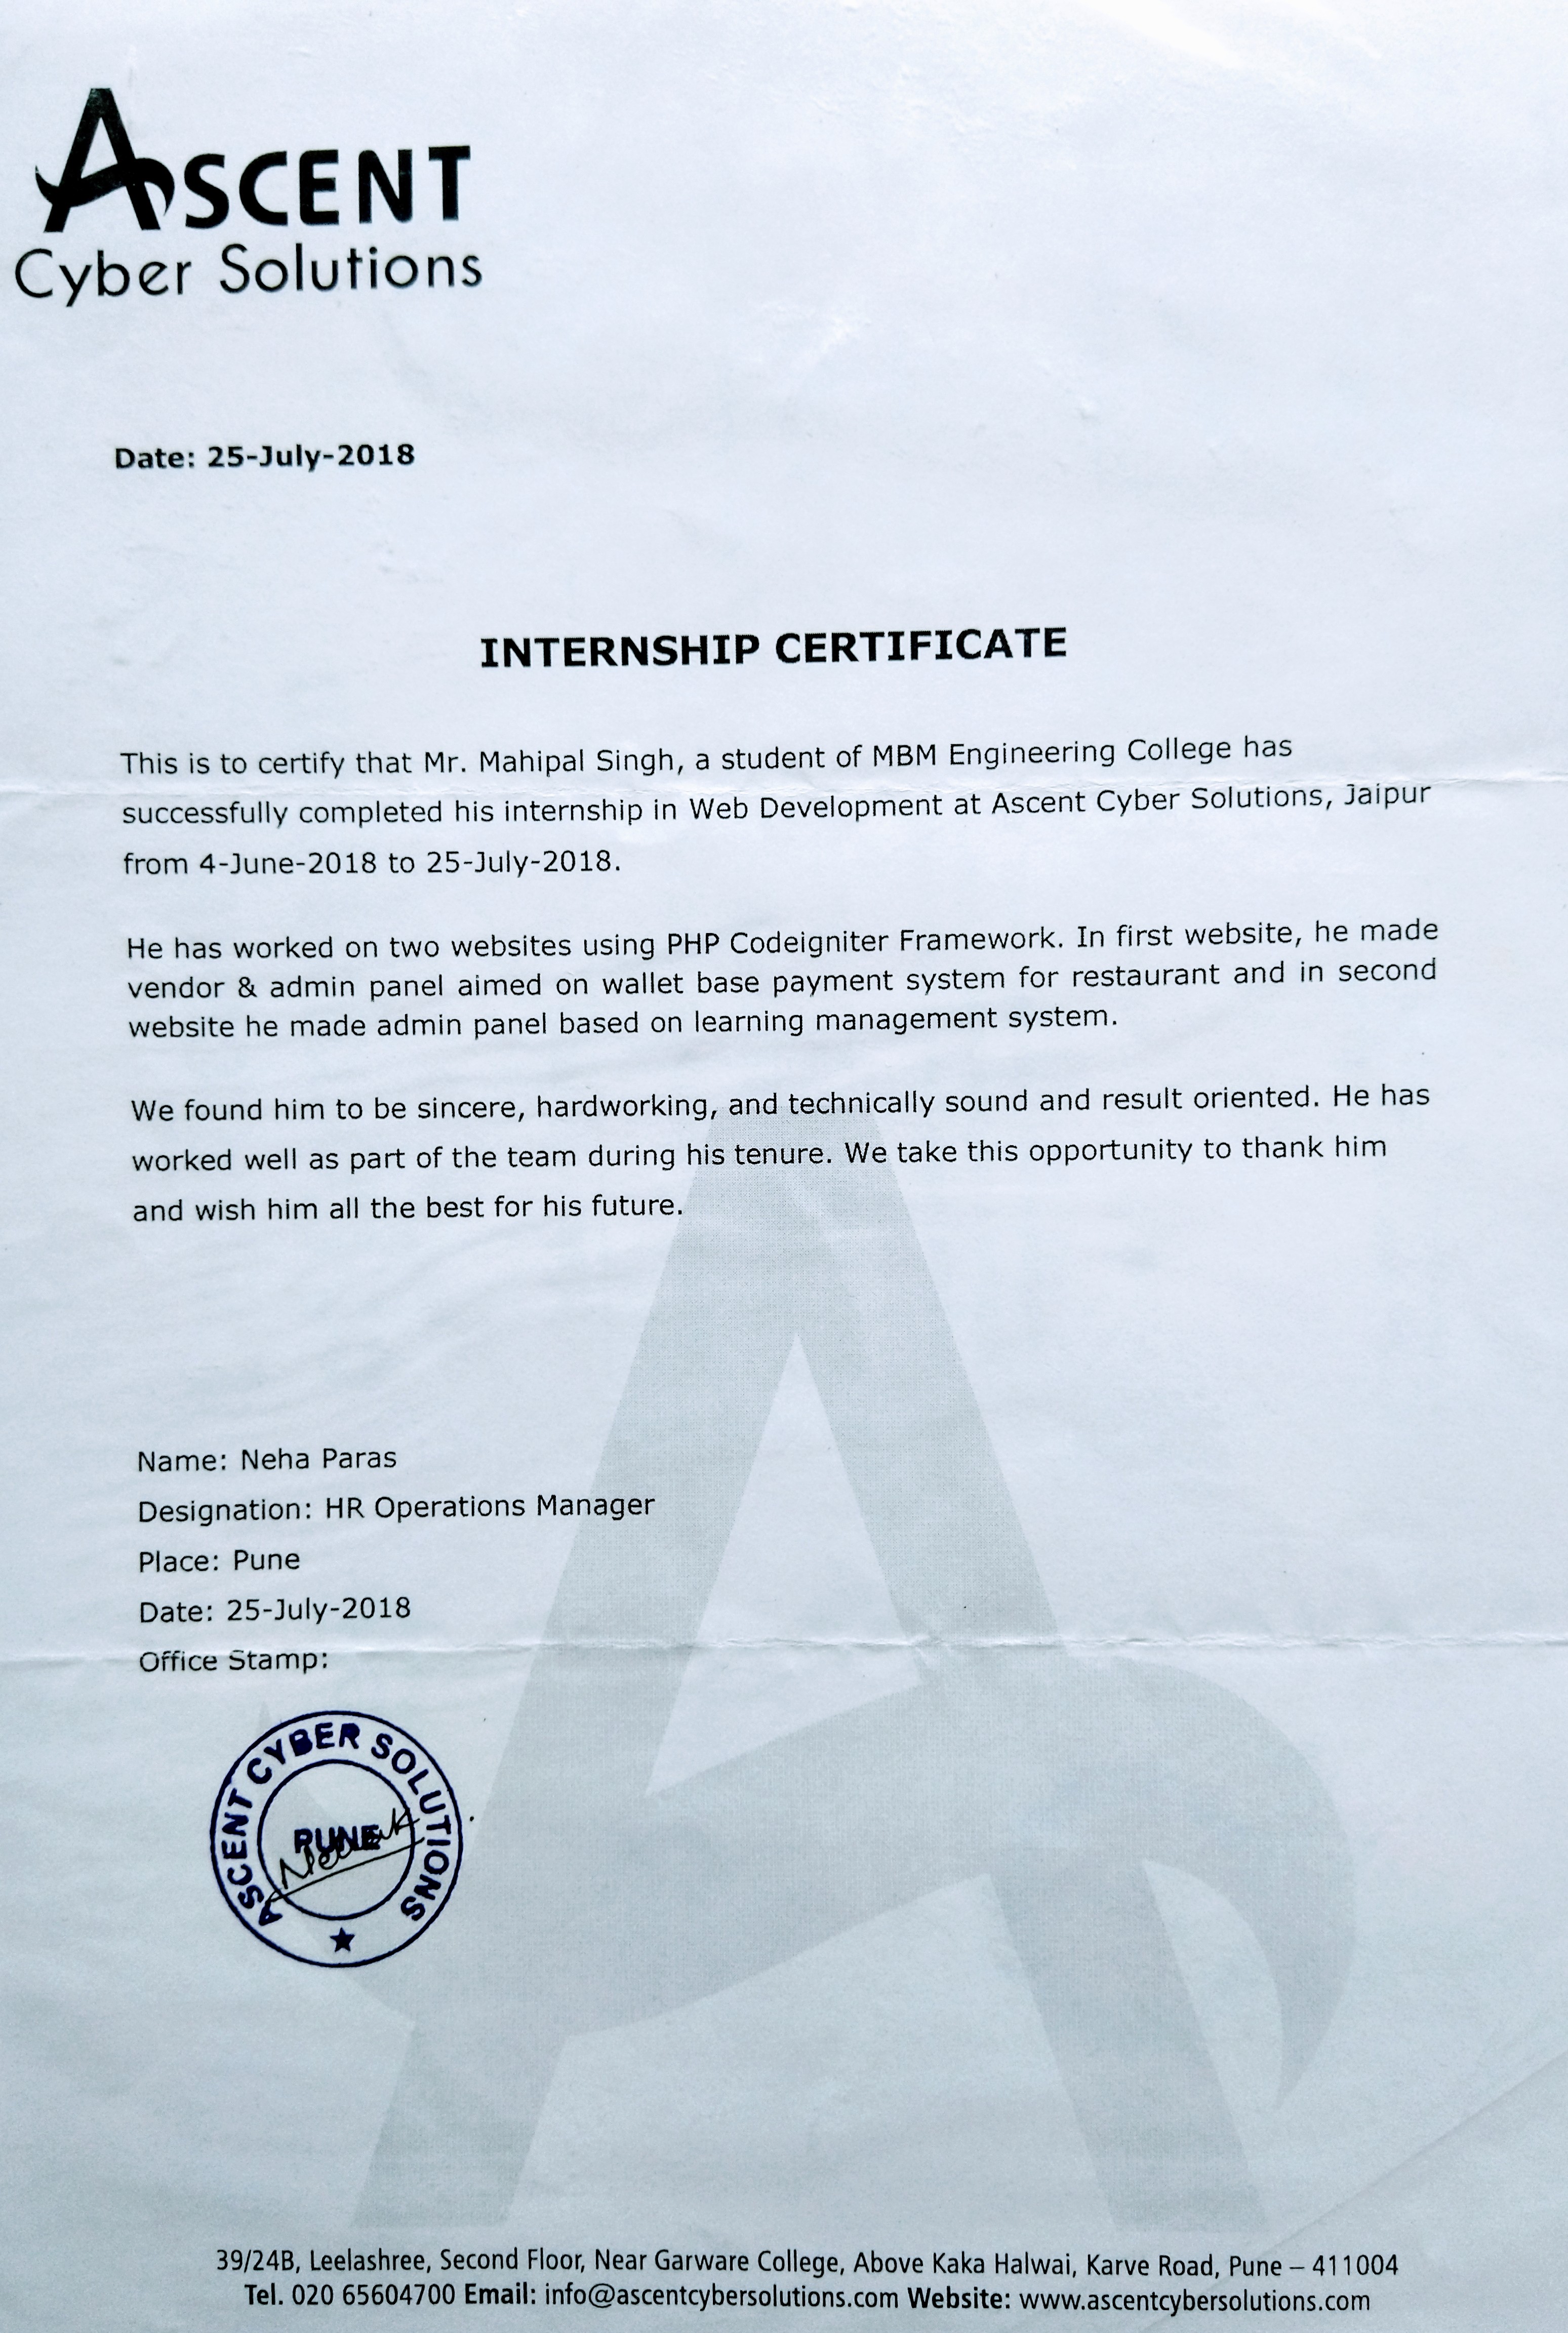 ASCENT
Cyber Solutions
Date: 25-July-2018
INTERNSHIP CERTIFICATE
This is to certify that Mr. Mahipal Singh, a student of MBM Engineering College has
successfully completed his internship in Web Development at Ascent Cyber Solutions, Jaipur
from 4-June-2018 to 25-July-2018.
He has worked on two websites using PHP Codeigniter Framework. In first website, he made
vendor & admin panel aimed on wallet base payment system for restaurant and in second
website he made admin panel based on learning management system.
We found him to be sincere, hardworking, and technically sound and result oriented. He has
worked well as part of the team during his tenure. We take this opportunity to thank him
and wish him all the best for his future.
Name: Neha Paras
Designation: HR Operations Manager
Place: Pune
Date: 25-July-2018
Office Stamp:
ASCENT CYBER SOLUTIONS
PUNE
39/24B, Leelashree, Second Floor, Near Garware College, Above Kaka Halwai, Karve Road, Pune – 411004
Tel. 020 65604700 Email: info@ascentcybersolutions.com Website: www.ascentcybersolutions.com